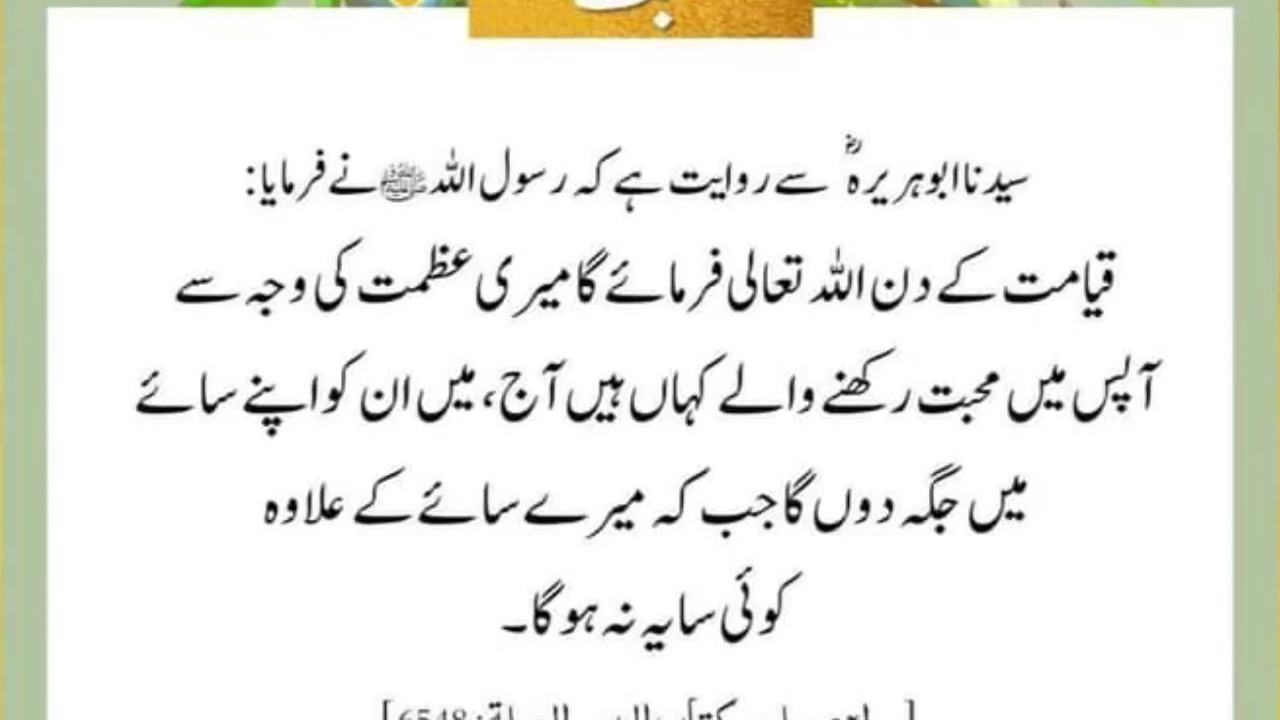 سیدنا ابوہریرہؓ سے روایت ہے کہ رسول اللہ ﷺ نے فرمایا:
قیامت کے دن اللہ تعالی فرمائے گا میری عظمت کی وجہ سے
آپس میں محبت رکھنے والے کہاں ہیں آج، میں ان کو اپنے سائے
میں جگہ دوں گا جب کہ میرے سائے کے علاوہ
کوئی سایہ نہ ہو گا۔